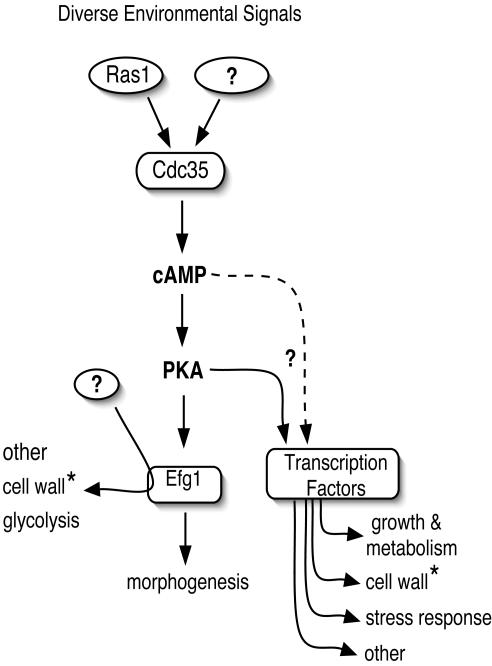 Diverse Environmental Signals
Ras1
?
Cdc35
cAMP
?
PKA
?
other
cell wall*
glycolysis
Efg1
Transcription
Factors
morphogenesis
growth &
metabolism
cell wall*
stress response
other